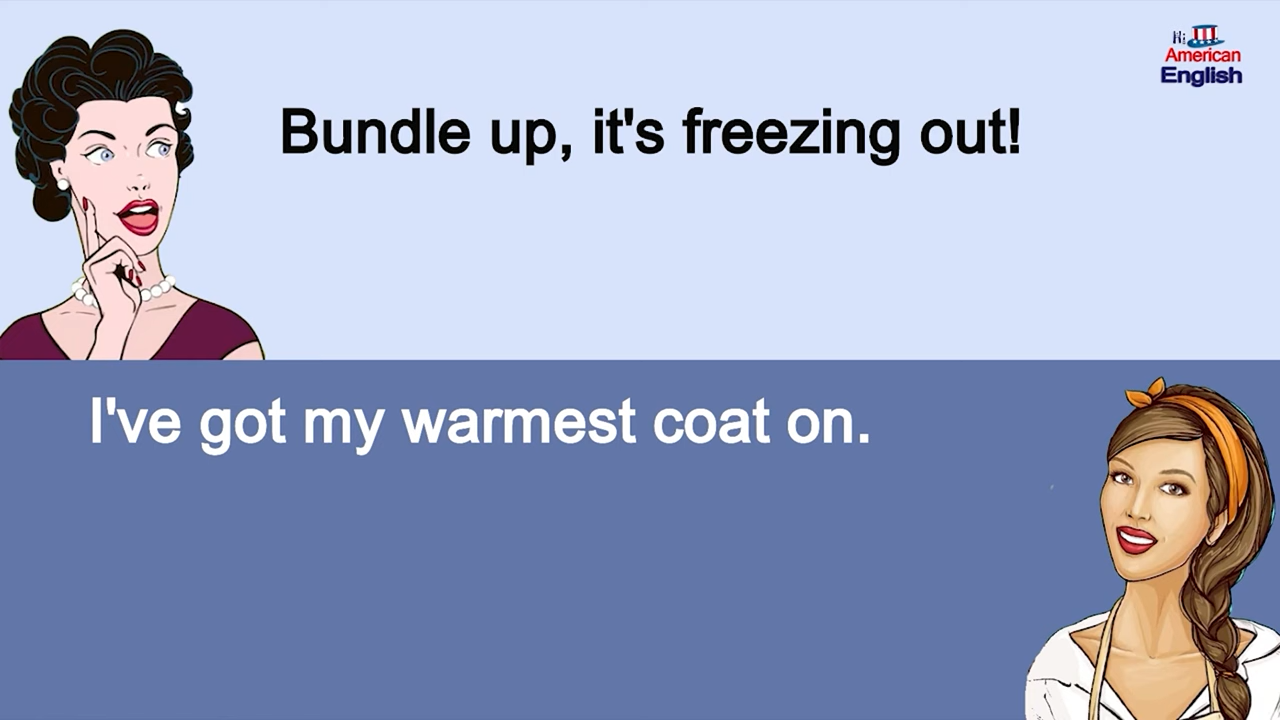 Hi
American
English
Bundle up, it's freezing out!
I've got my warmest coat on.